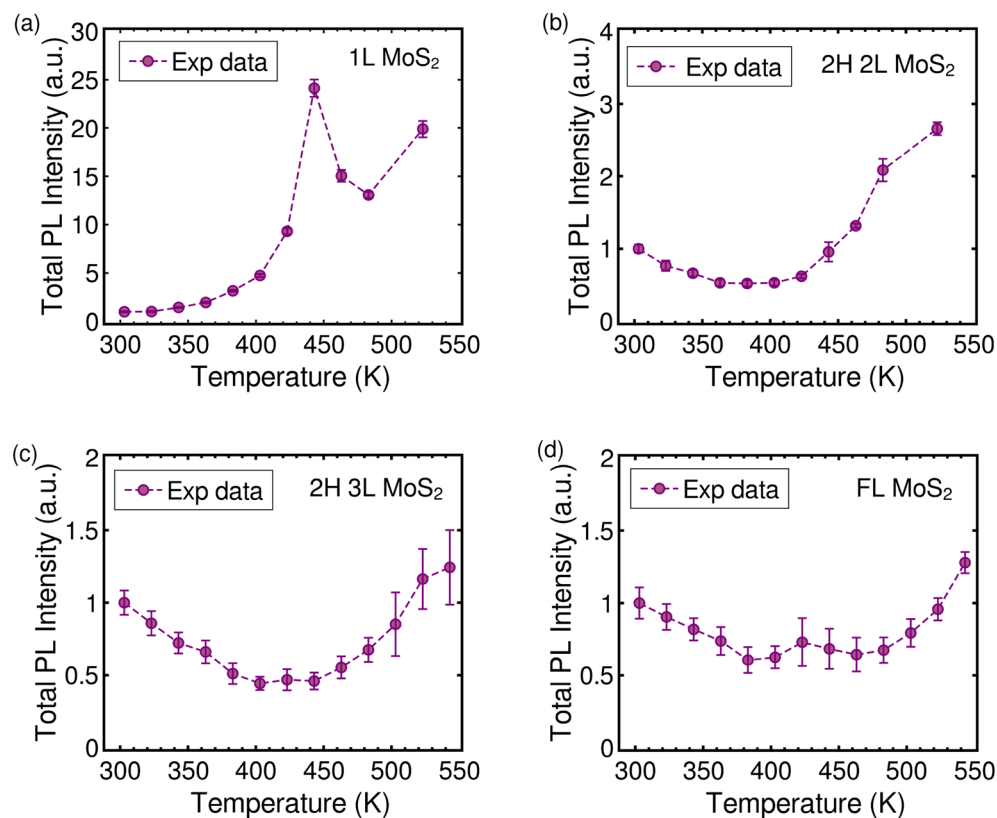 (a)
30
25
20
15
10
5
0
Total PL Intensity (a.u.)
Exp data
1L MoS₂
300 350 400 450 500 550
Temperature (K)
(b)
4
3
2
1
0
Total PL Intensity (a.u.)
Exp data
2H 2L MoS₂
300 350 400 450 500 550
Temperature (K)
(c)
2
1.5
1
0.5
0
Total PL Intensity (a.u.)
Exp data
2H 3L MoS₂
300 350 400 450 500 550
Temperature (K)
(d)
2
1.5
1
0.5
0
Total PL Intensity (a.u.)
Exp data
FL MoS₂
300 350 400 450 500 550
Temperature (K)